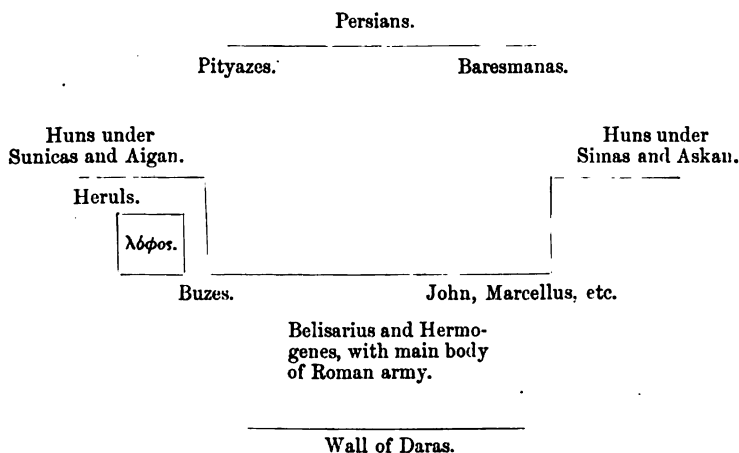 Persians.
Pityazes. Baresmanas.
Huns under
Sunicas and Aigan.
Huns under
Simas and Askan.
Heruls.
λόφος.
Buzes. John, Marcellus, etc.
Belisarius and Hermo-
genes, with main body
of Roman army.
Wall of Daras.